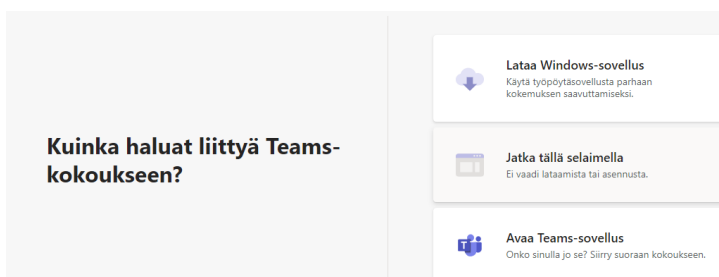 Kuinka haluat liittyä Teams-
kokoukseen?
Lataa Windows-sovellus
Käytä työpöytäsovellusta parhaan
kokemuksen saavuttamiseksi.
Jatka tällä selaimella
Ei vaadi lataamista tai asennusta.
Avaa Teams-sovellus
Onko sinulla jo se? Siirry suoraan kokoukseen.